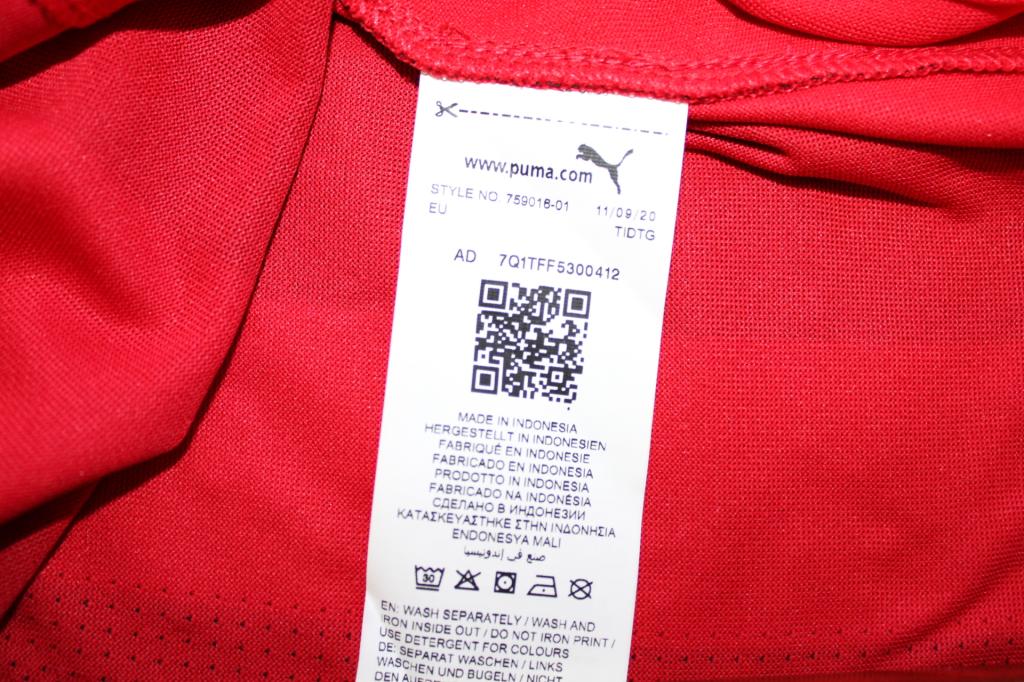 www.puma.com
STYLE NO. 759016-01 11/09/20
EU TIDTG
AD 7Q1TFF5300412
MADE IN INDONESIA
HERGESTELLT IN INDONESIEN
FABRIQUÉ EN INDONESIE
FABRICADO EN INDONESIA
PRODOTTO IN INDONESIA
FABRICADO NA INDONÉSIA
СДЕЛАНО В ИНДОНЕЗИИ
ΚΑΤΑΣΚΕΥΑΣΤΗΚΕ ΣΤΗΝ ΙΝΔΟΝΗΣΙΑ
ENDONESYA MALI
صنع في إندونيسيا
30
EN: WASH SEPARATELY / WASH AND
IRON INSIDE OUT / DO NOT IRON PRINT /
USE DETERGENT FOR COLOURS
DE: SEPARAT WASCHEN / LINKS
WASCHEN UND BUGELN / NICHT
DEN